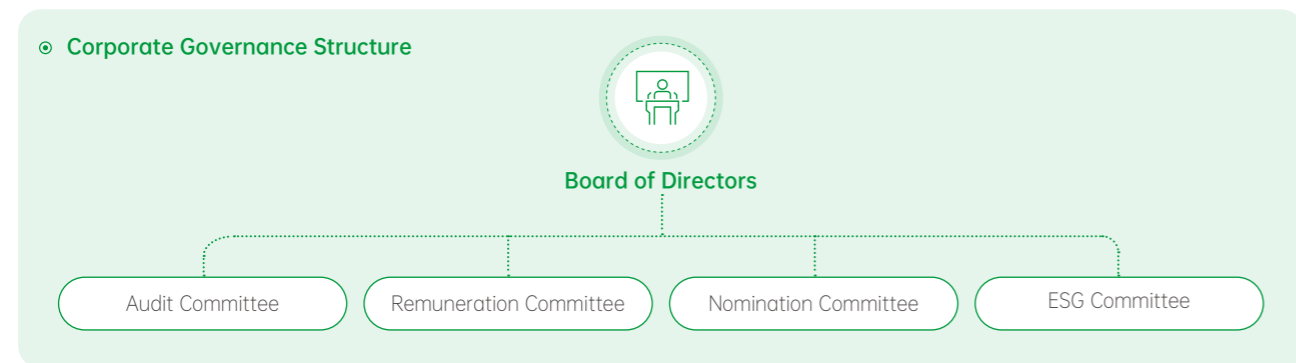 Corporate Governance Structure
Board of Directors
Audit Committee
Remuneration Committee
Nomination Committee
ESG Committee